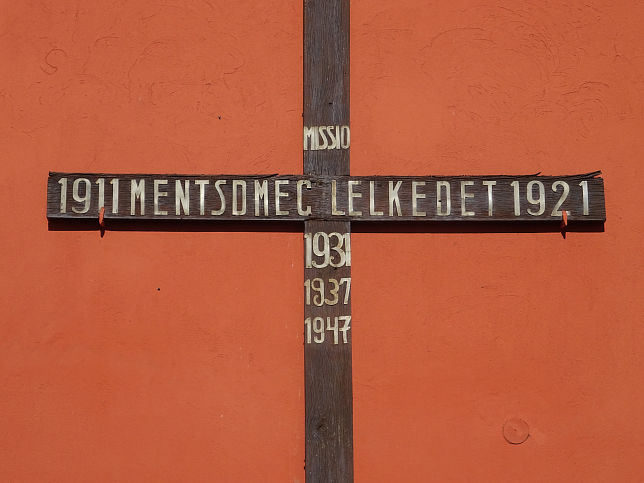 MISSIO
1911 MENTSD MEG LELKEDET 1921
1931
1937
1947